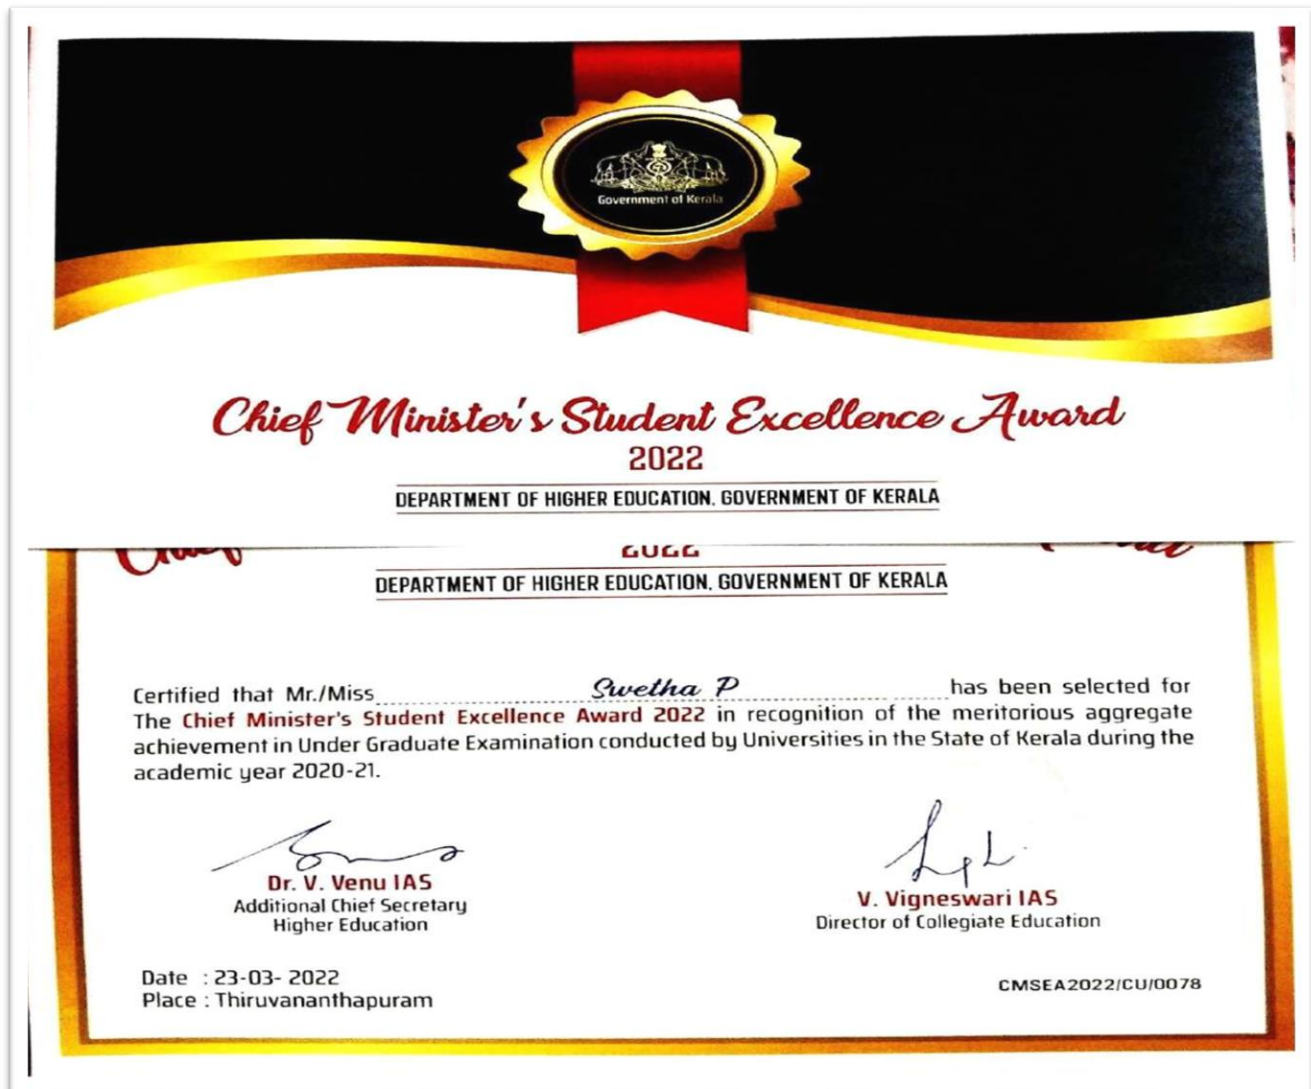 Government of Kerala
Chief Minister's Student Excellence Award
2022
DEPARTMENT OF HIGHER EDUCATION, GOVERNMENT OF KERALA
2022
DEPARTMENT OF HIGHER EDUCATION, GOVERNMENT OF KERALA
Certified that Mr./Miss Swetha P has been selected for
The Chief Minister's Student Excellence Award 2022 in recognition of the meritorious aggregate
achievement in Under Graduate Examination conducted by Universities in the State of Kerala during the
academic year 2020-21.
Dr. V. Venu IAS
Additional Chief Secretary
Higher Education
V. Vigneswari IAS
Director of Collegiate Education
Date : 23-03- 2022
Place : Thiruvananthapuram
CMSEA2022/CU/0078